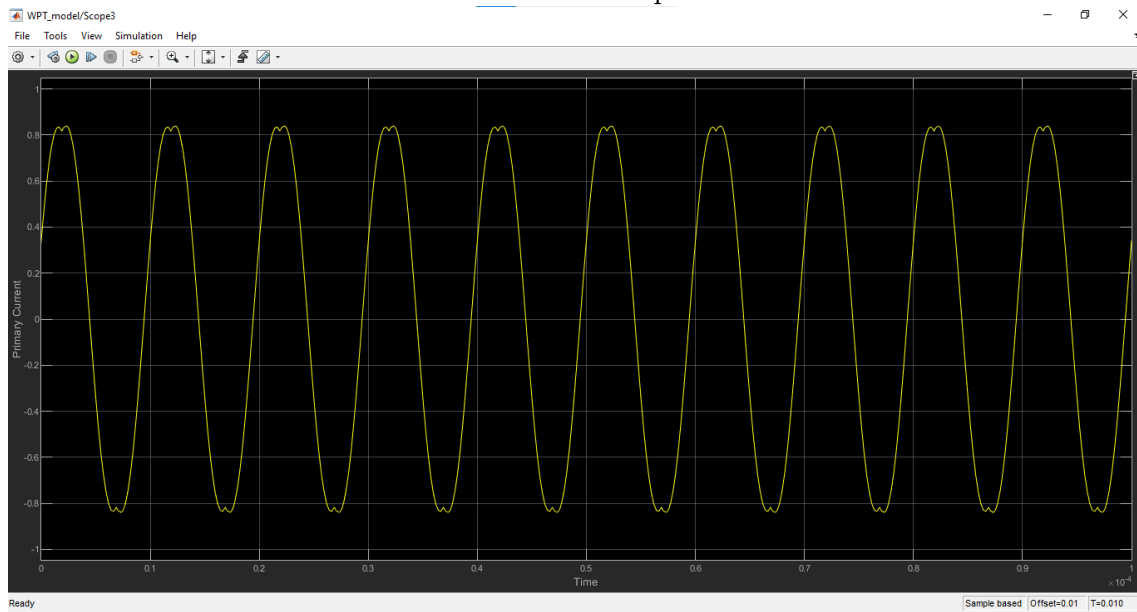 WPT_model/Scope3
File Tools View Simulation Help
1
0.8
0.6
0.4
0.2
0
-0.2
-0.4
-0.6
-0.8
-1
Primary Current
0 0.1 0.2 0.3 0.4 0.5 0.6 0.7 0.8 0.9 1
Time
×10⁻⁴
Ready Sample based Offset=0.01 T=0.010